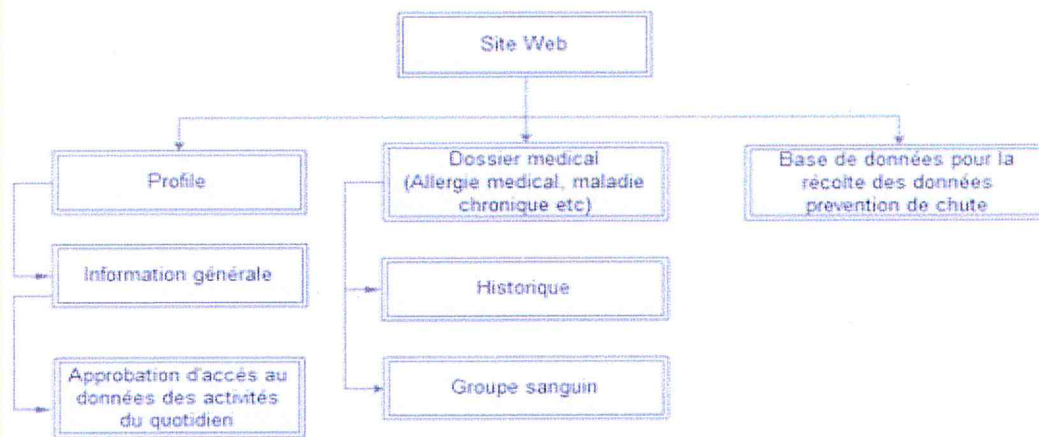 Site Web
Profile
Dossier medical
(Allergie medical, maladie
chronique etc)
Base de données pour la
récolte des données
prevention de chute
Information générale
Historique
Approbation d'accés au
données des activités
du quotidien
Groupe sanguin